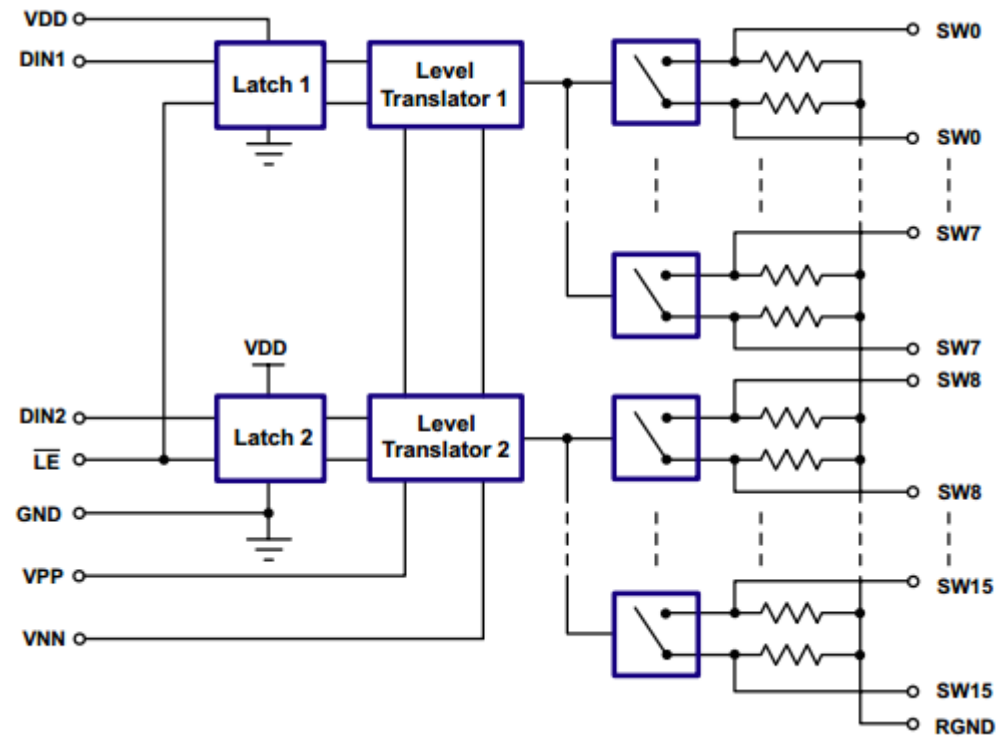 VDD
DIN1
Latch 1
Level
Translator 1
SW0
SW0
SW7
SW7
VDD
DIN2
LE
Latch 2
Level
Translator 2
SW8
SW8
GND
VPP
VNN
SW15
SW15
RGND